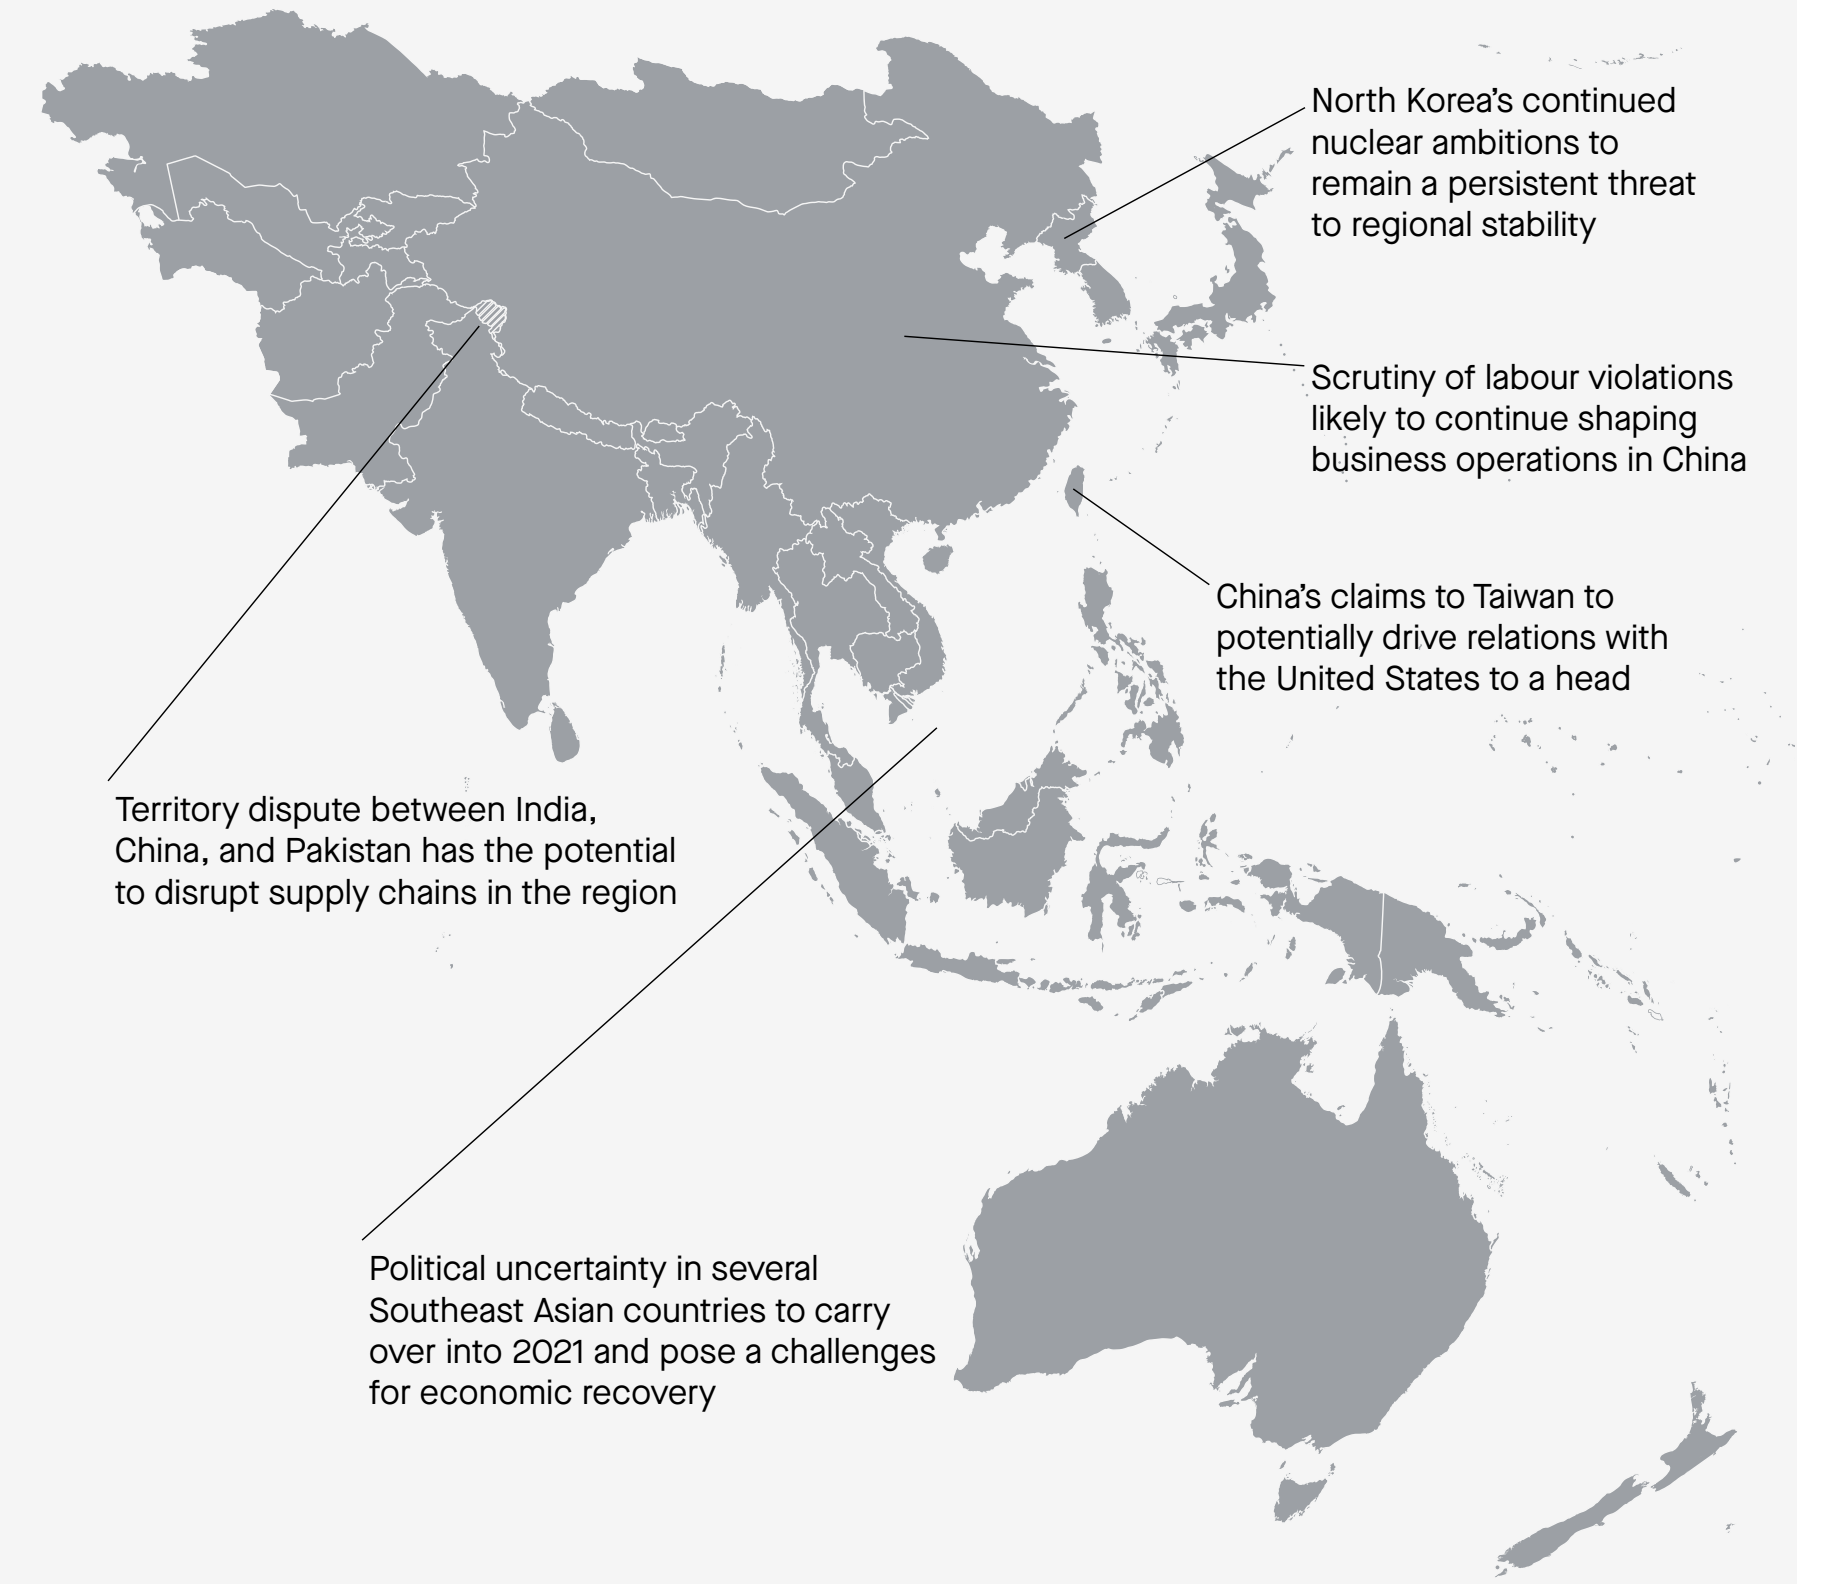 North Korea’s continued
nuclear ambitions to
remain a persistent threat
to regional stability
Scrutiny of labour violations
likely to continue shaping
business operations in China
China’s claims to Taiwan to
potentially drive relations with
the United States to a head
Territory dispute between India,
China, and Pakistan has the potential
to disrupt supply chains in the region
Political uncertainty in several
Southeast Asian countries to carry
over into 2021 and pose a challenges
for economic recovery